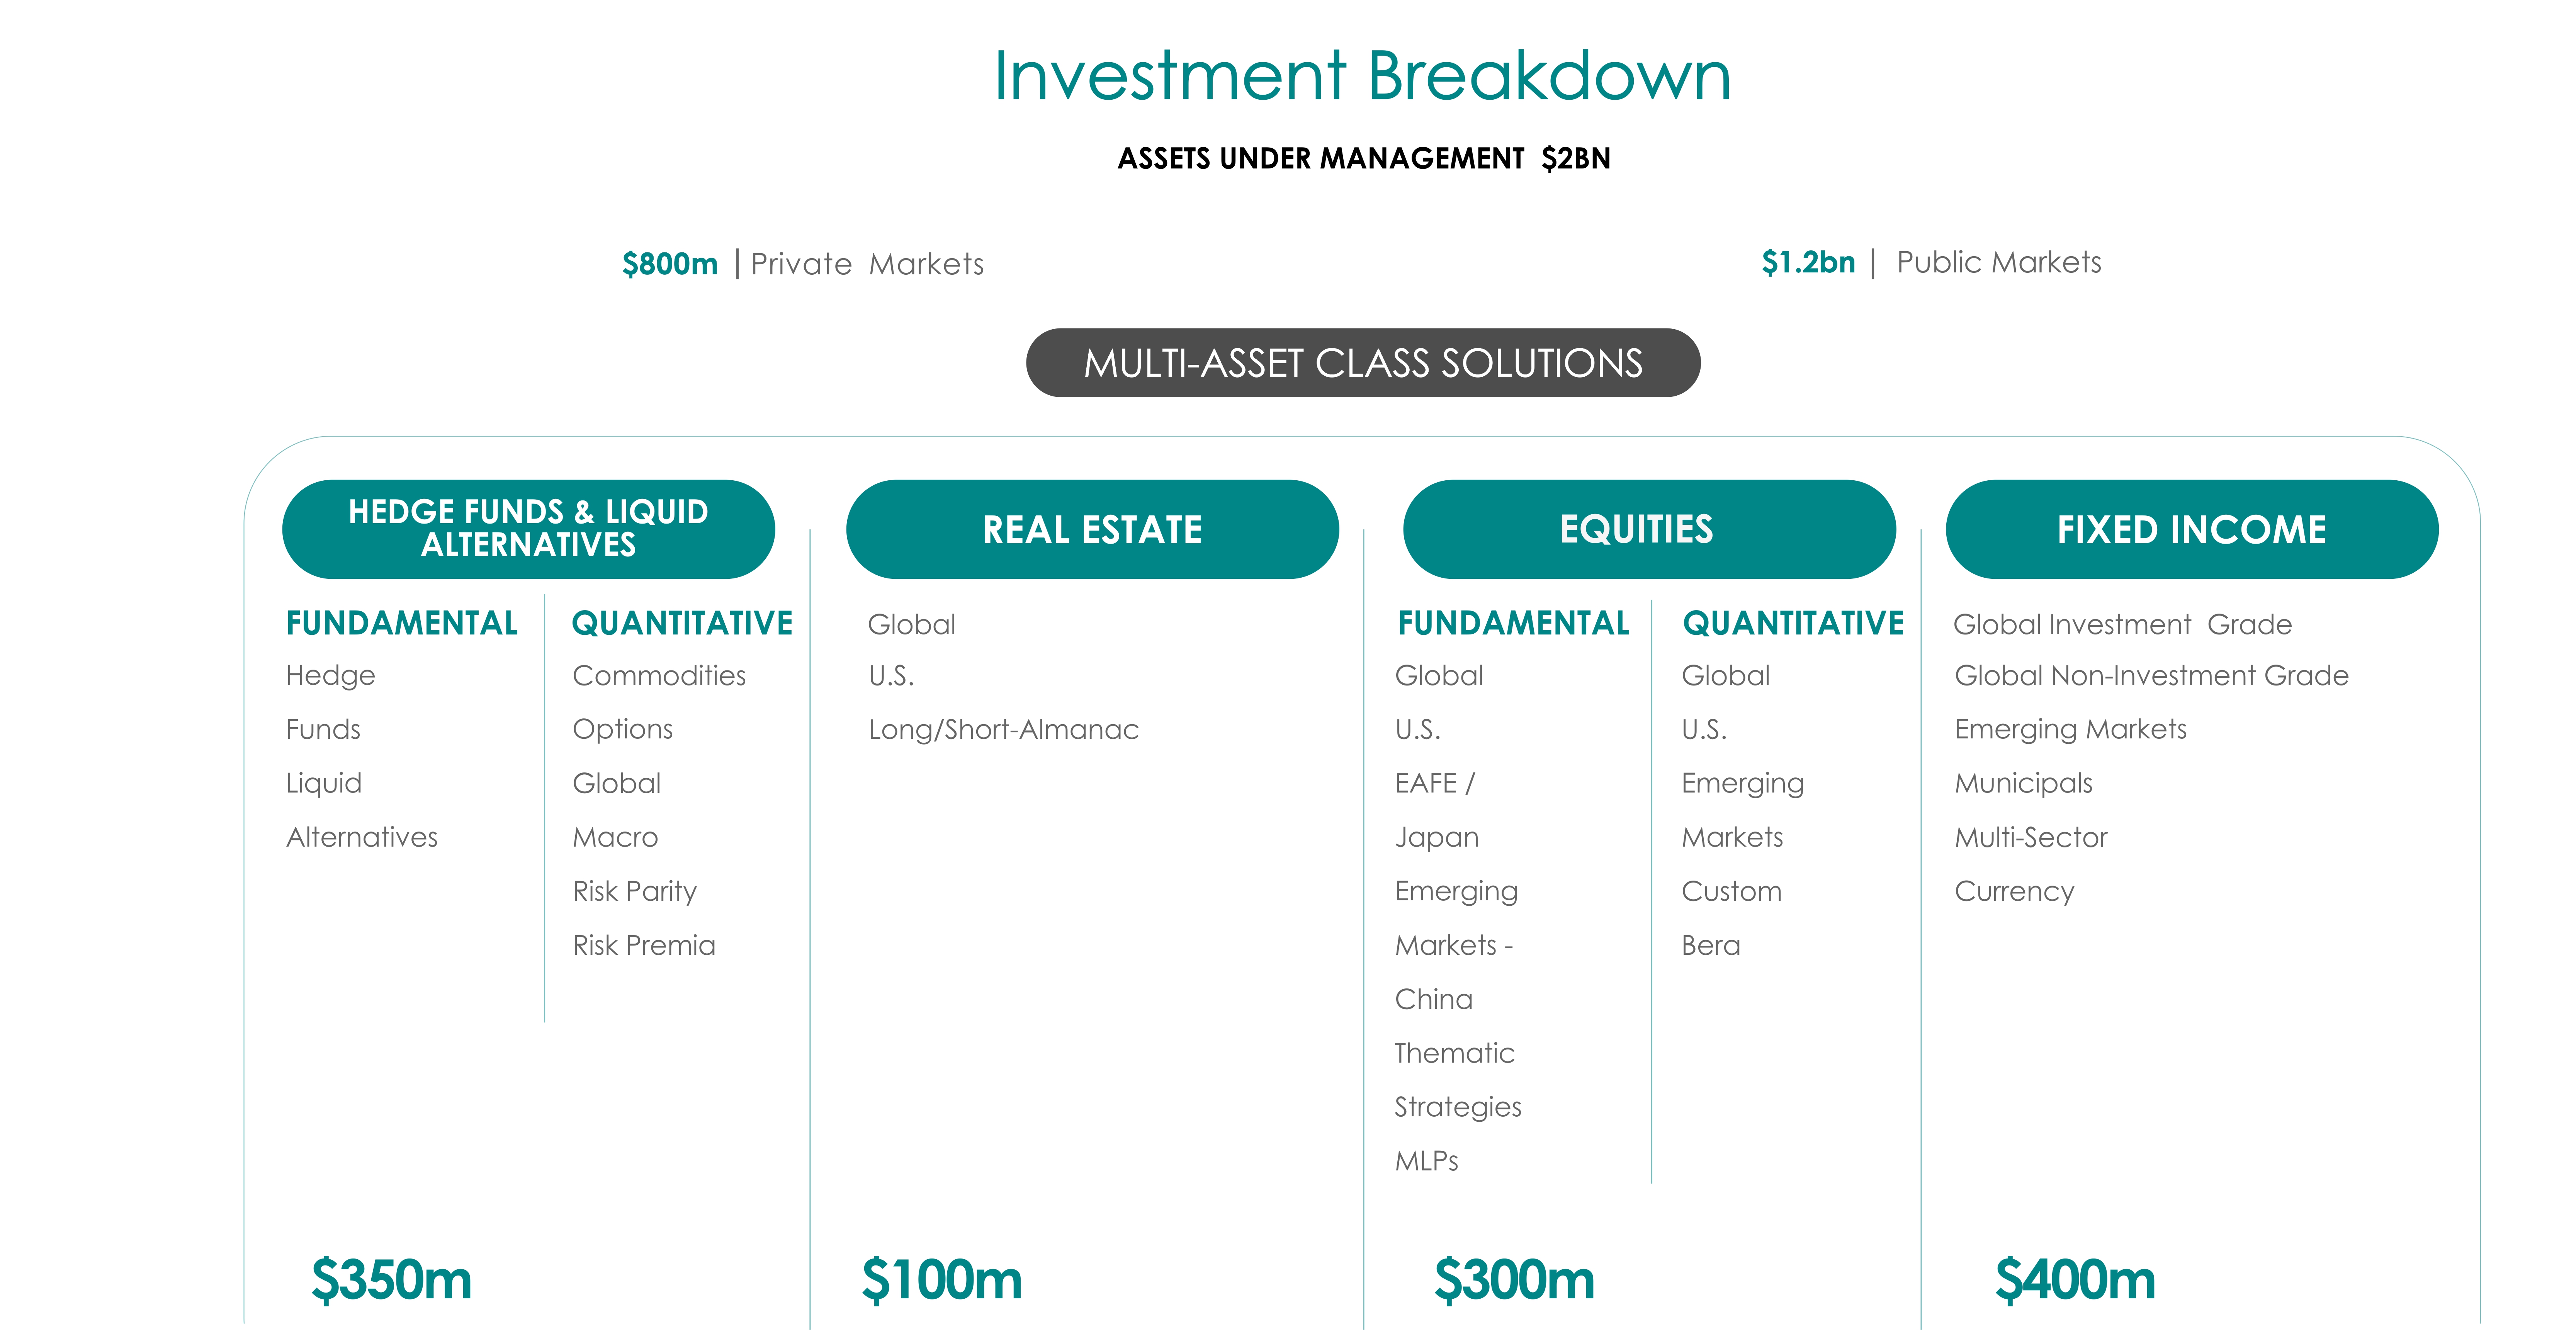 Investment Breakdown
ASSETS UNDER MANAGEMENT $2BN
$800m | Private Markets
$1.2bn | Public Markets
MULTI-ASSET CLASS SOLUTIONS
HEDGE FUNDS & LIQUID
ALTERNATIVES
FUNDAMENTAL
Hedge
Funds
Liquid
Alternatives
QUANTITATIVE
Commodities
Options
Global
Macro
Risk Parity
Risk Premia
$350m
REAL ESTATE
Global
U.S.
Long/Short-Almanac
$100m
EQUITIES
FUNDAMENTAL
Global
U.S.
EAFE /
Japan
Emerging
Markets -
China
Thematic
Strategies
MLPs
QUANTITATIVE
Global
U.S.
Emerging
Markets
Custom
Bera
$300m
FIXED INCOME
Global Investment Grade
Global Non-Investment Grade
Emerging Markets
Municipals
Multi-Sector
Currency
$400m